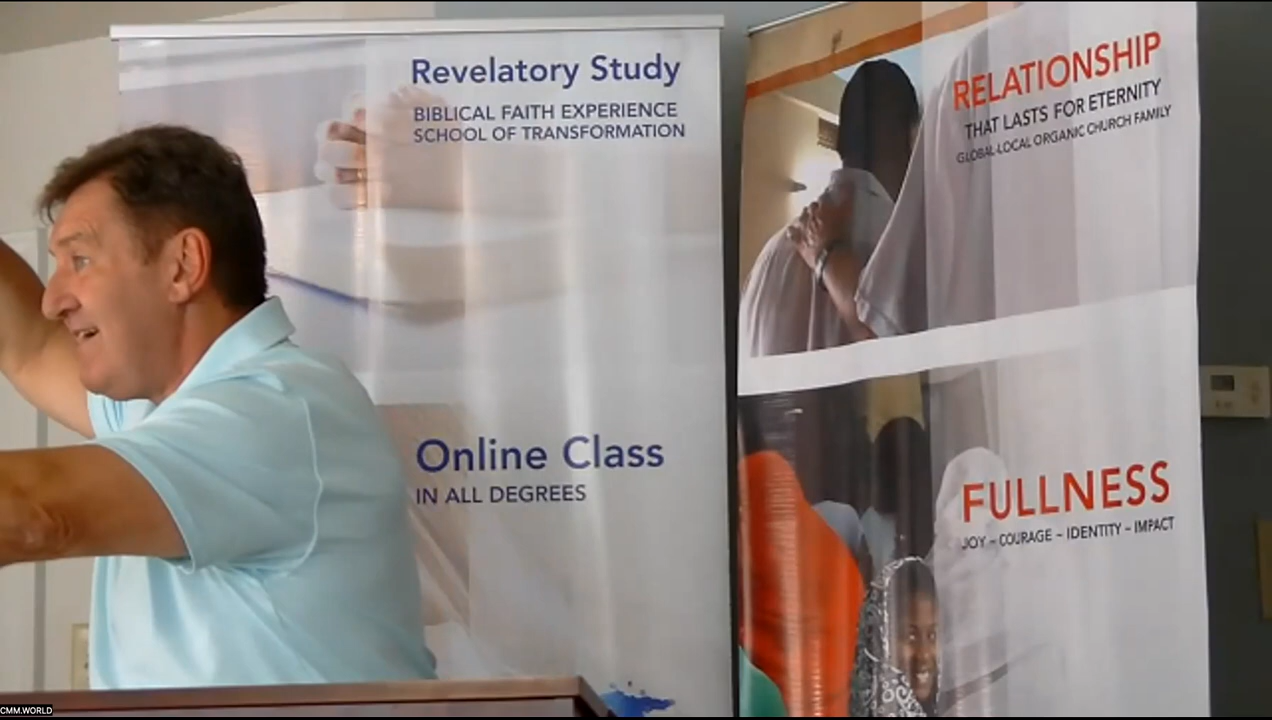 Revelatory Study
BIBLICAL FAITH EXPERIENCE
SCHOOL OF TRANSFORMATION
Online Class
IN ALL DEGREES
RELATIONSHIP
THAT LASTS FOR ETERNITY
GLOBAL-LOCAL ORGANIC CHURCH FAMILY
FULLNESS
JOY – COURAGE – IDENTITY – IMPACT
CMM.WORLD